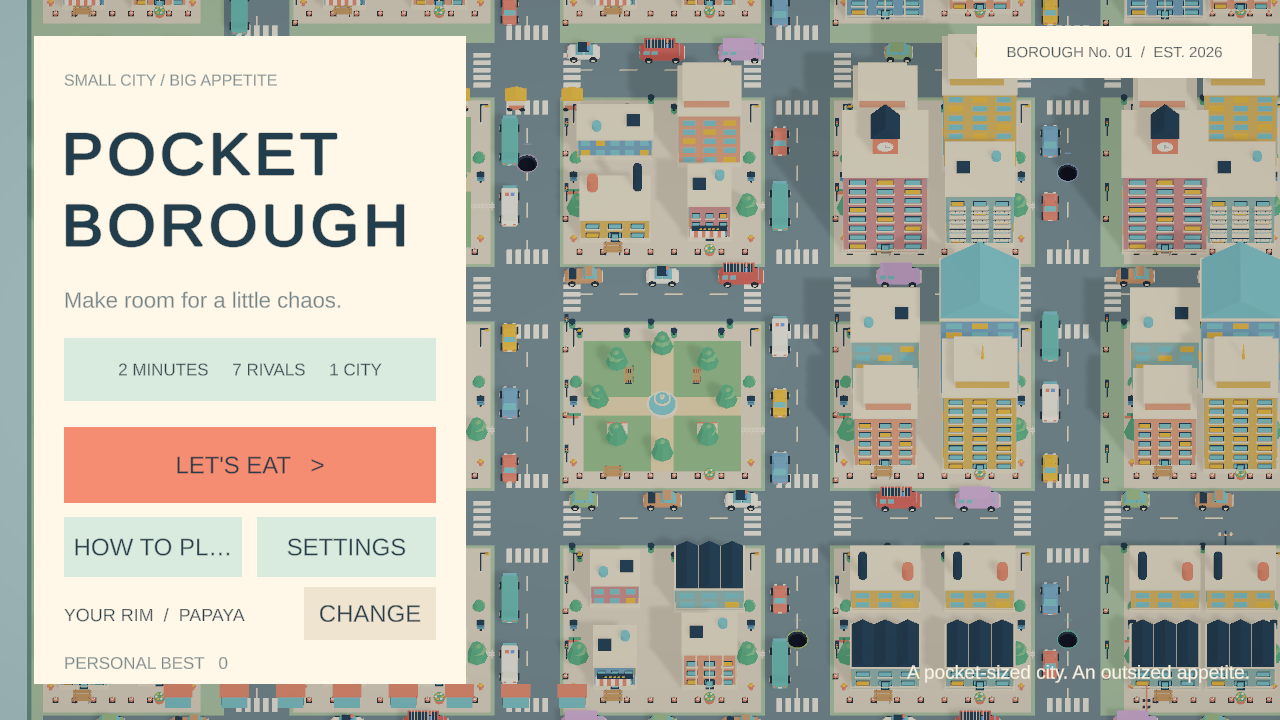 SMALL CITY / BIG APPETITE
POCKET
BOROUGH
Make room for a little chaos.
2 MINUTES 7 RIVALS 1 CITY
LET'S EAT >
HOW TO PL...
SETTINGS
YOUR RIM / PAPAYA
CHANGE
PERSONAL BEST 0
BOROUGH No. 01 / EST. 2026
A pocket-sized city. An outsized appetite.